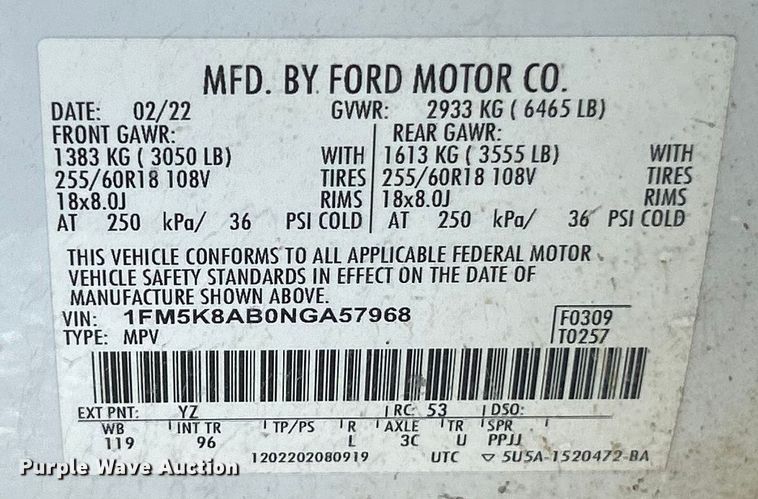 MFD. BY FORD MOTOR CO.
DATE: 02/22 GVWR: 2933 KG ( 6465 LB)
FRONT GAWR: REAR GAWR:
1383 KG ( 3050 LB) WITH 1613 KG ( 3555 LB) WITH
255/60R18 108V TIRES 255/60R18 108V TIRES
18x8.0J RIMS 18x8.0J RIMS
AT 250 kPa/ 36 PSI COLD AT 250 kPa/ 36 PSI COLD
THIS VEHICLE CONFORMS TO ALL APPLICABLE FEDERAL MOTOR
VEHICLE SAFETY STANDARDS IN EFFECT ON THE DATE OF
MANUFACTURE SHOWN ABOVE.
VIN: 1FM5K8AB0NGA57968 F0309
TYPE: MPV T0257
EXT PNT: YZ RC: 53 DSO:
WB INT TR TP/PS R AXLE TR SPR
119 96 L 3C U PPJJ
1202202080919 UTC ▽ 5U5A-1520472-BA
Purple Wave Auction